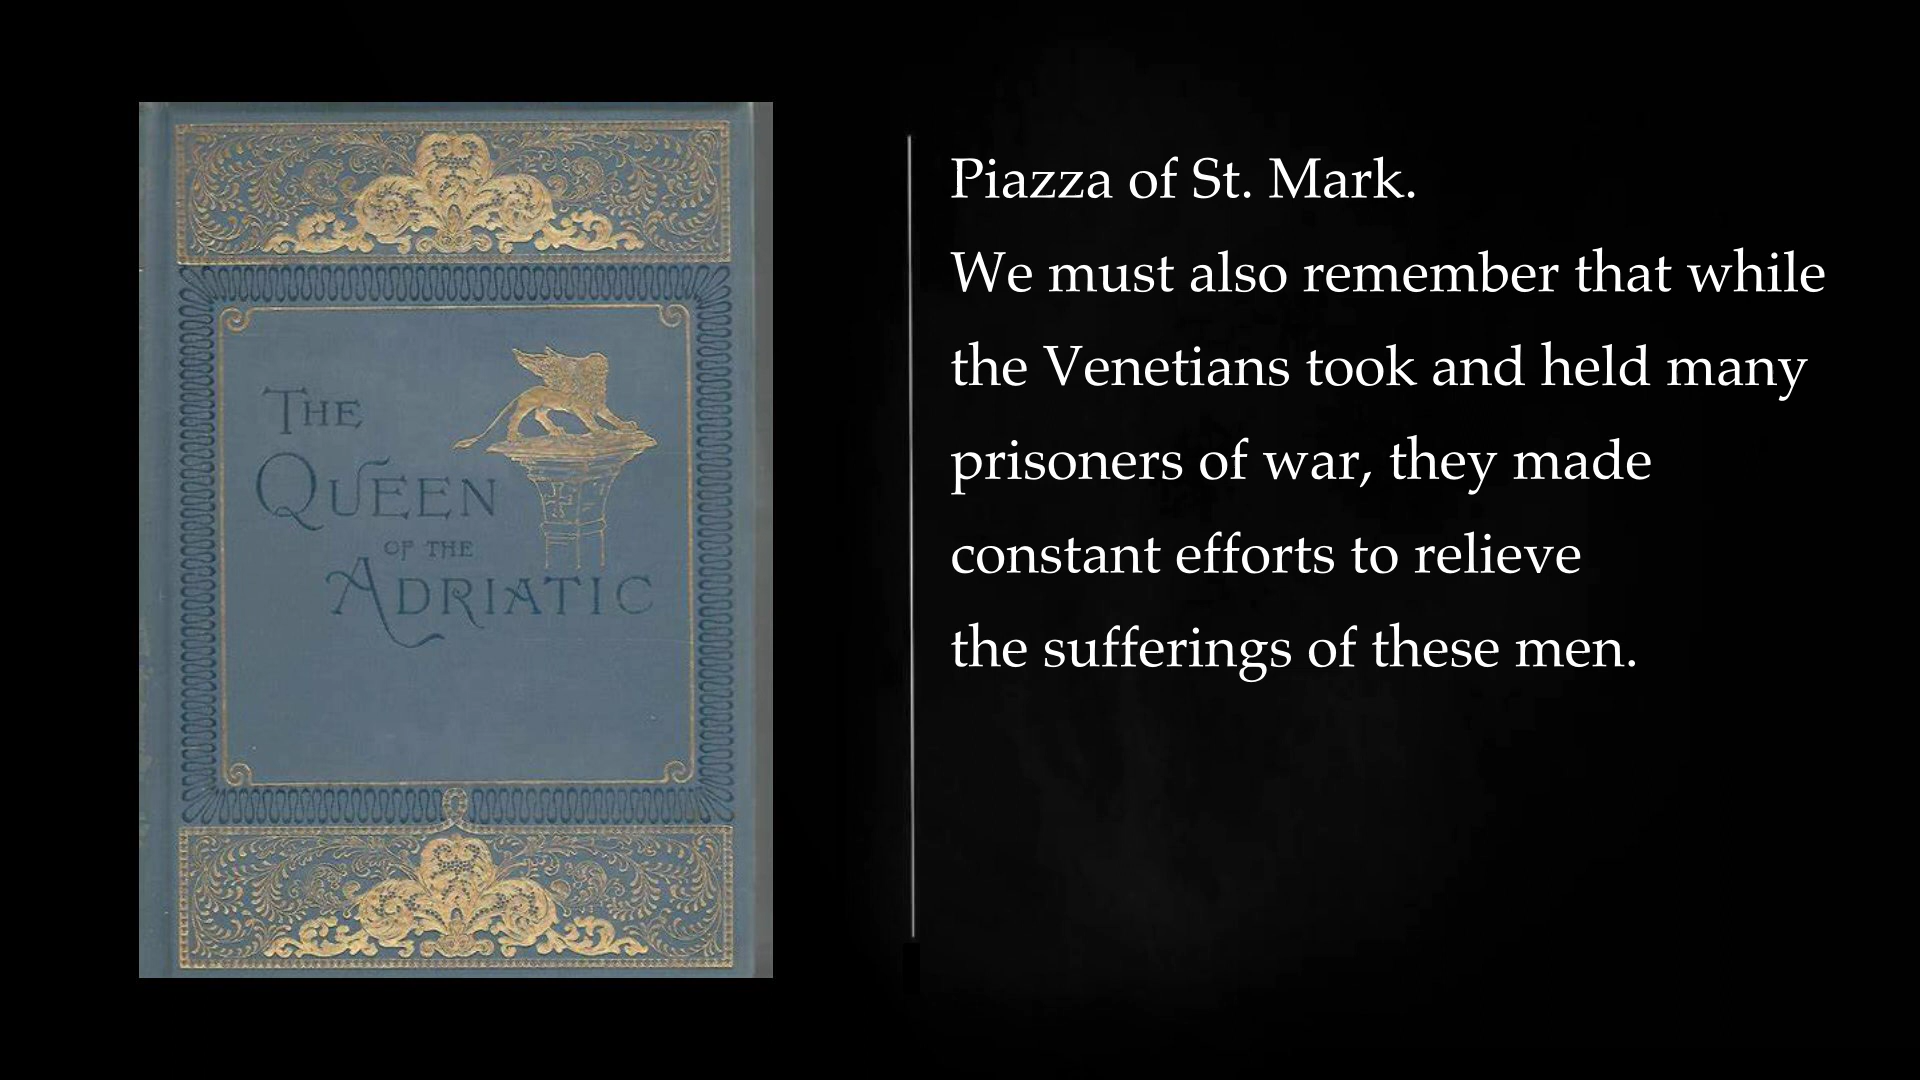 THE
QUEEN
OF THE
ADRIATIC
Piazza of St. Mark.
We must also remember that while
the Venetians took and held many
prisoners of war, they made
constant efforts to relieve
the sufferings of these men.